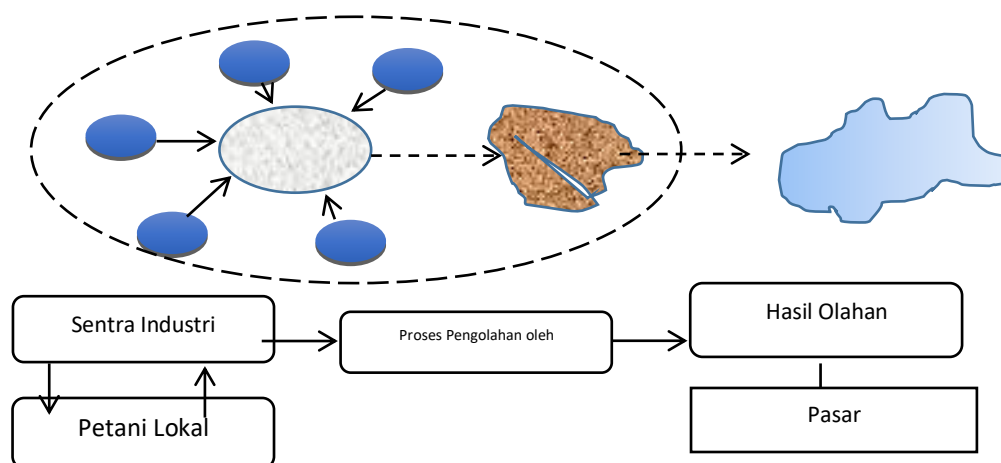 Sentra Industri
Proses Pengolahan oleh
Hasil Olahan
Petani Lokal
Pasar